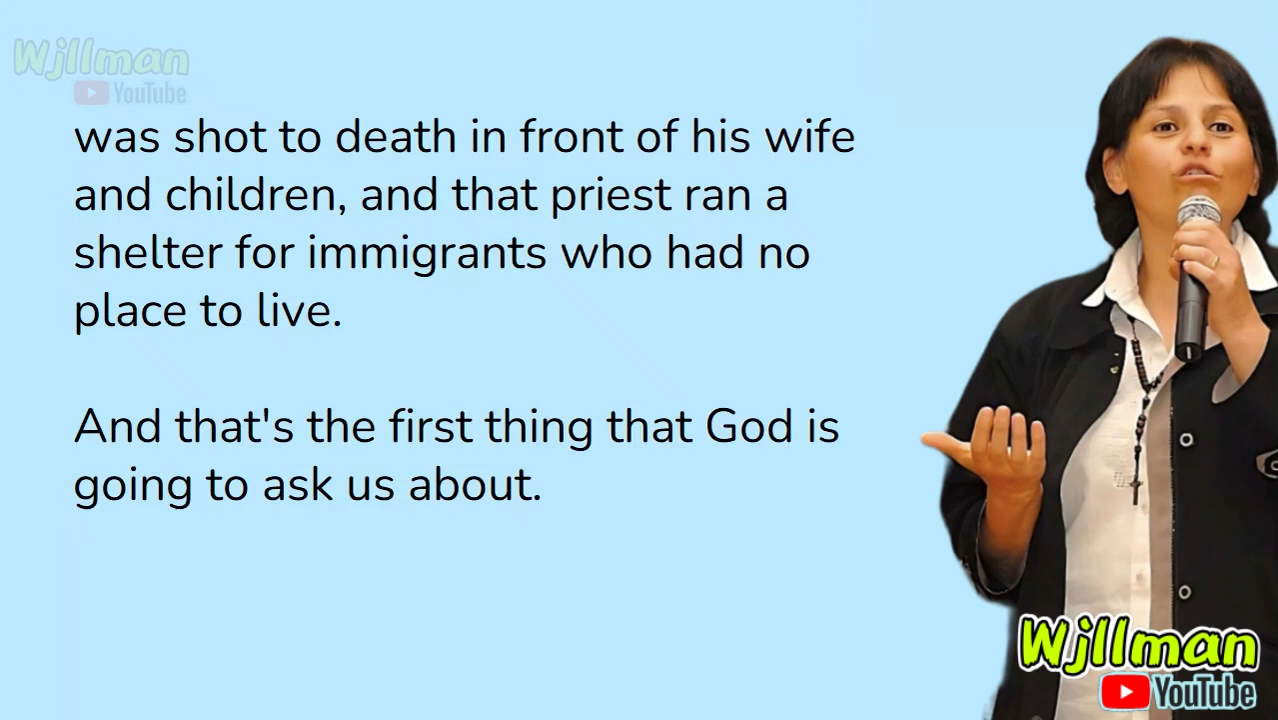 Wjllman
YouTube
was shot to death in front of his wife
and children, and that priest ran a
shelter for immigrants who had no
place to live.
And that's the first thing that God is
going to ask us about.
Wjllman
YouTube